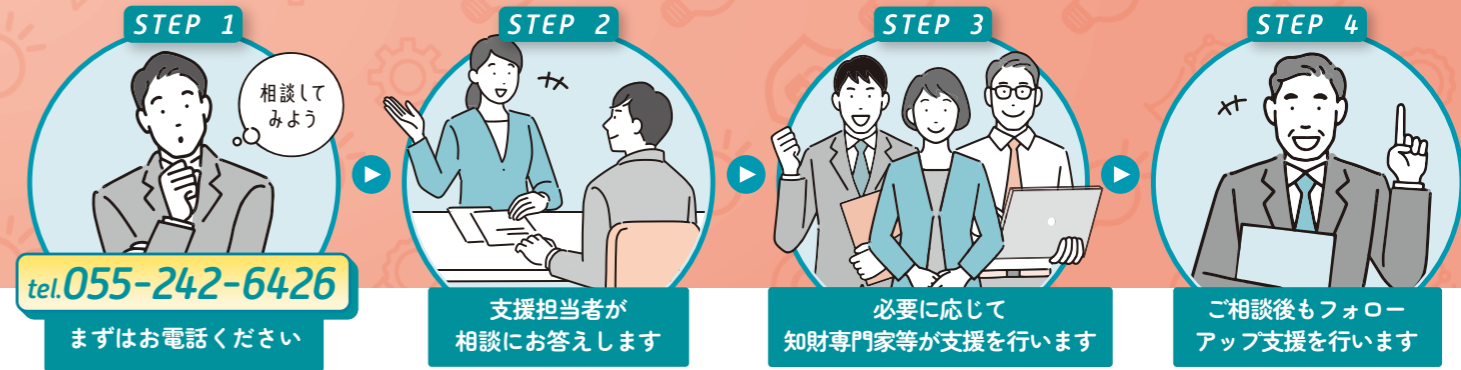 STEP 1
相談して
みよう
tel.055-242-6426
まずはお電話ください
STEP 2
支援担当者が
相談にお答えします
STEP 3
必要に応じて
知財専門家等が支援を行います
STEP 4
ご相談後もフォロー
アップ支援を行います